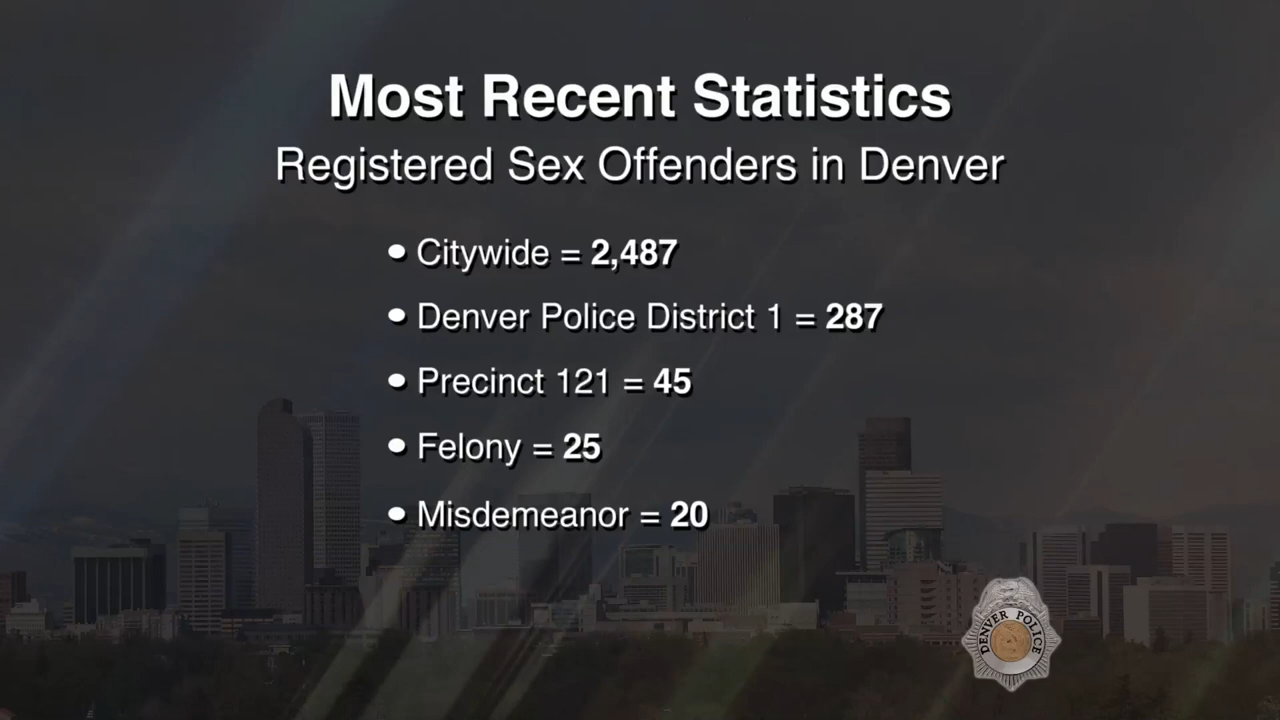 Most Recent Statistics
Registered Sex Offenders in Denver
• Citywide = 2,487
• Denver Police District 1 = 287
• Precinct 121 = 45
• Felony = 25
• Misdemeanor = 20
DENVER POLICE